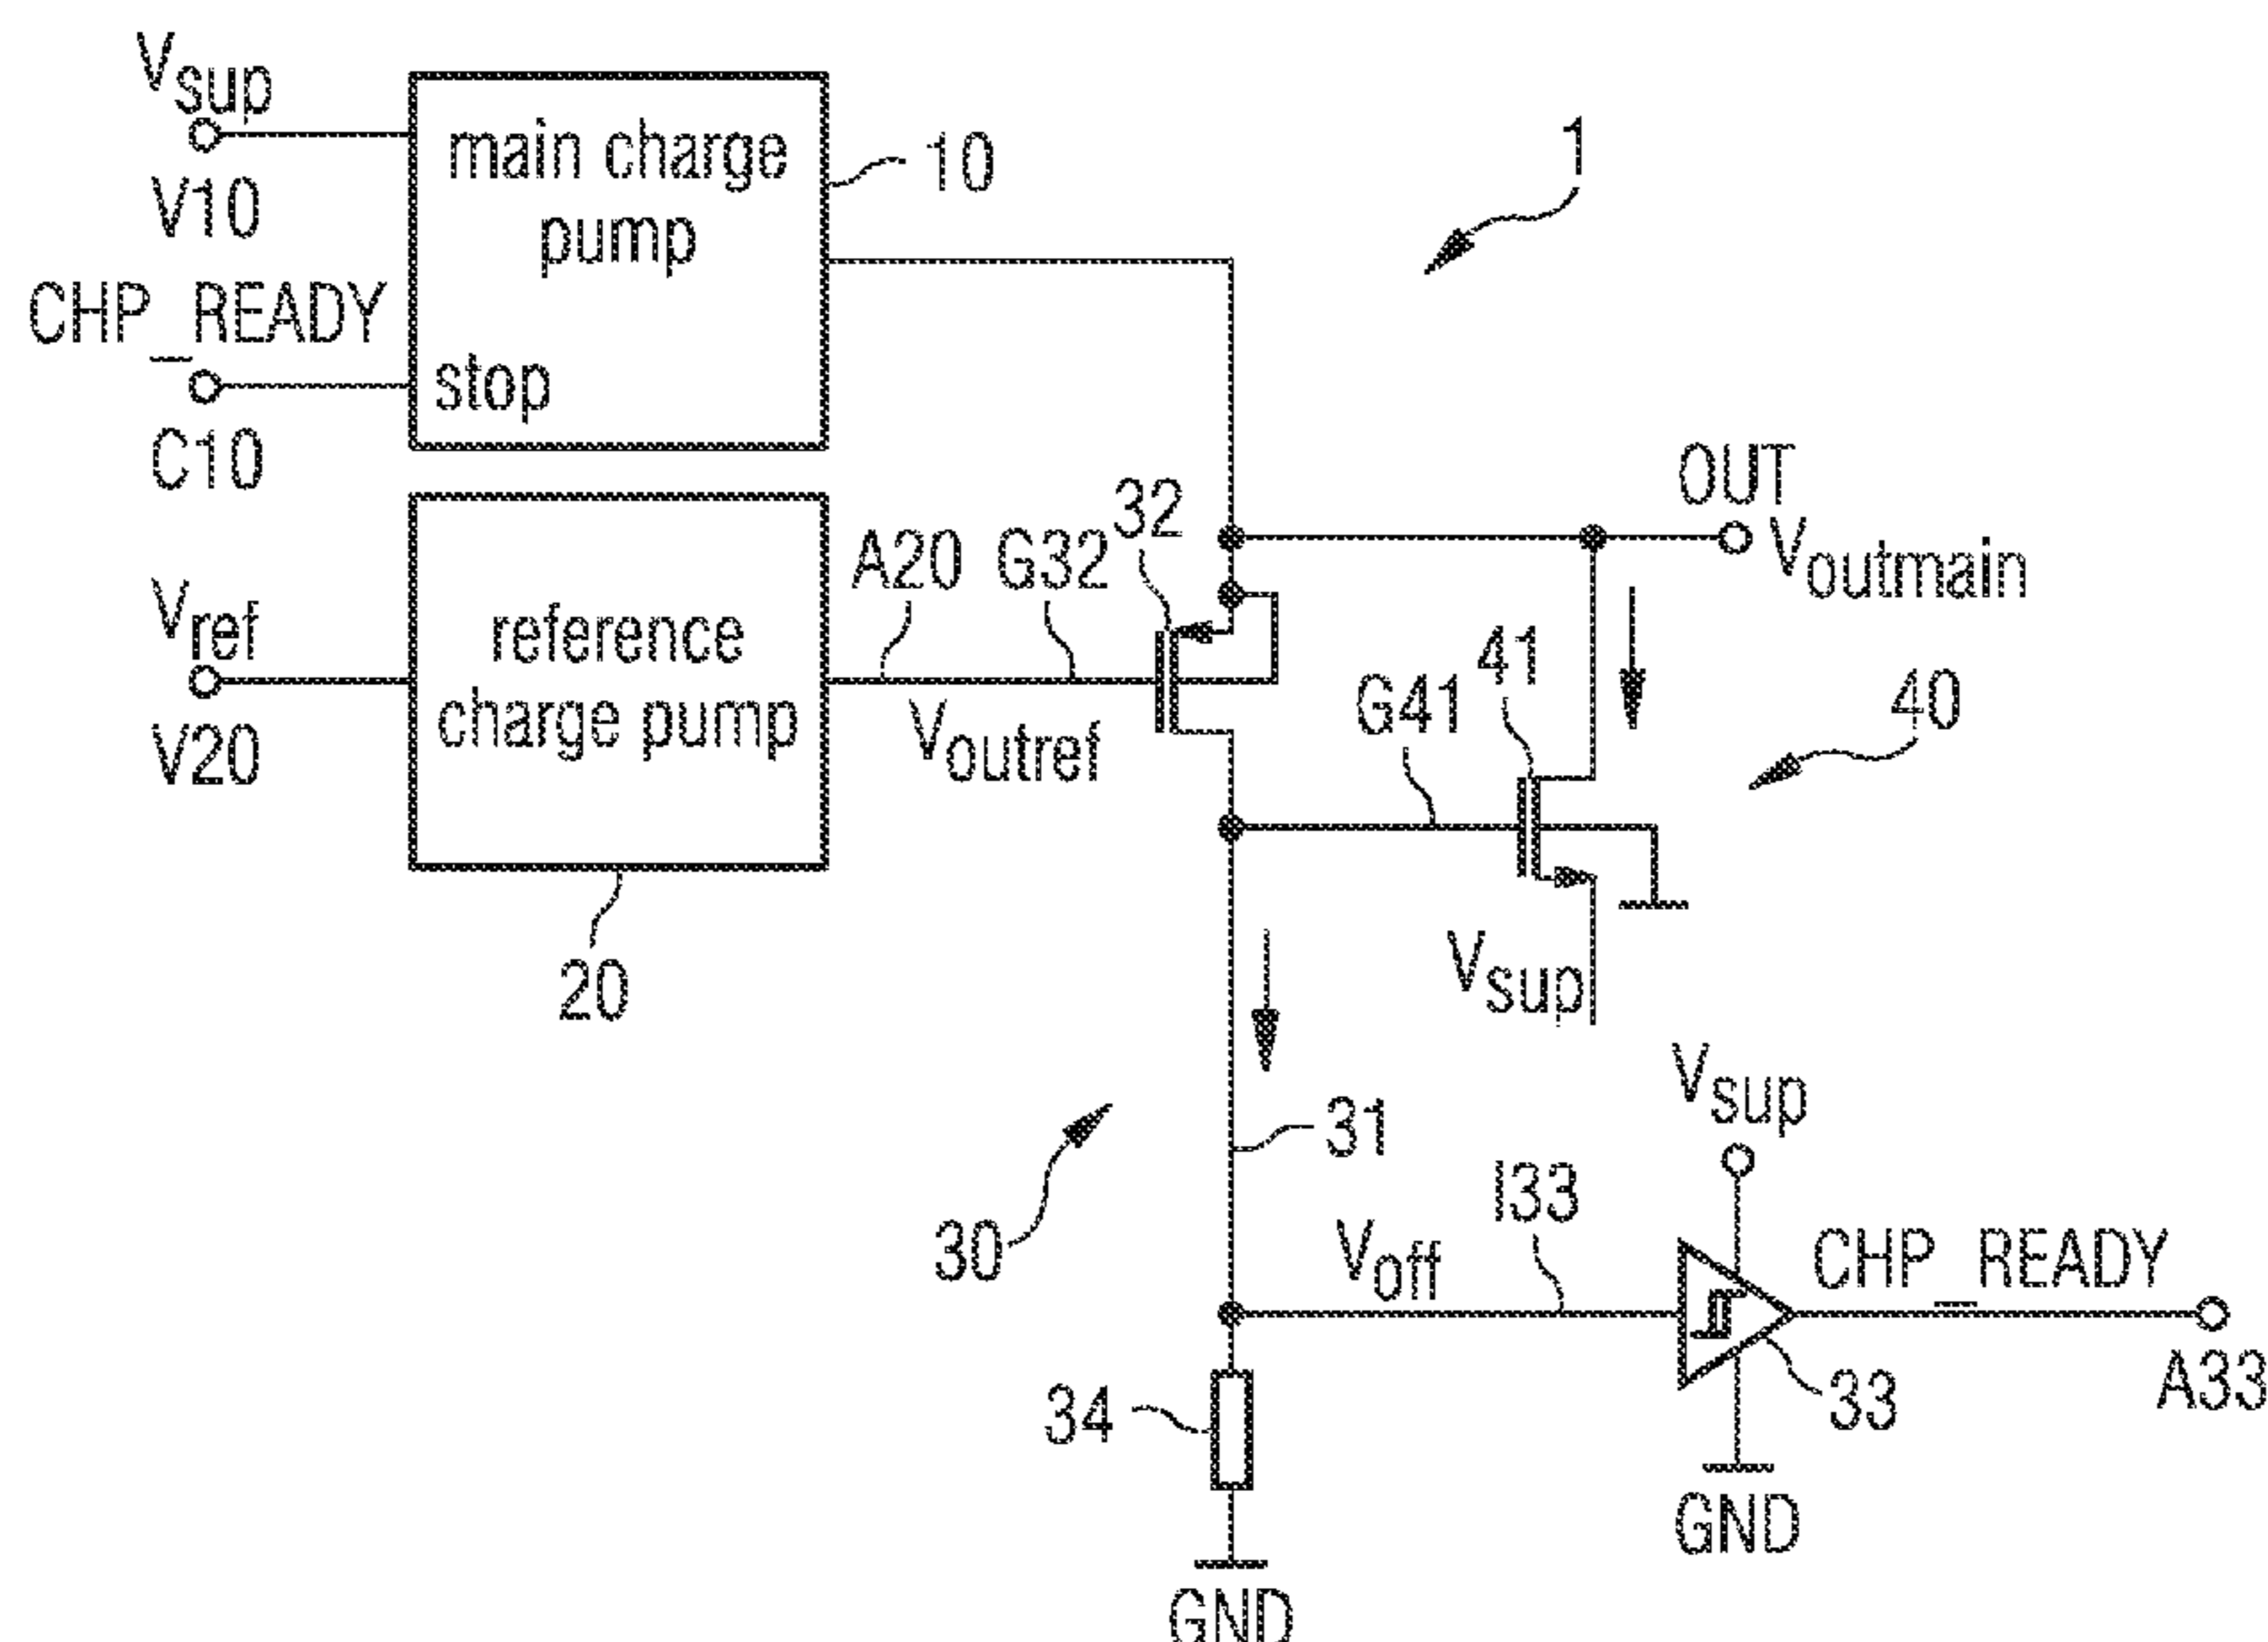 Vsup
V10
main charge
pump
10
1
CHP_READY
stop
C10
OUT
Voutmain
32
A20
G32
Vref
V20
reference
charge pump
Voutref
20
G41
41
40
Vsup
Vsup
31
30
Voff
I33
CHP_READY
A33
33
34
GND
GND